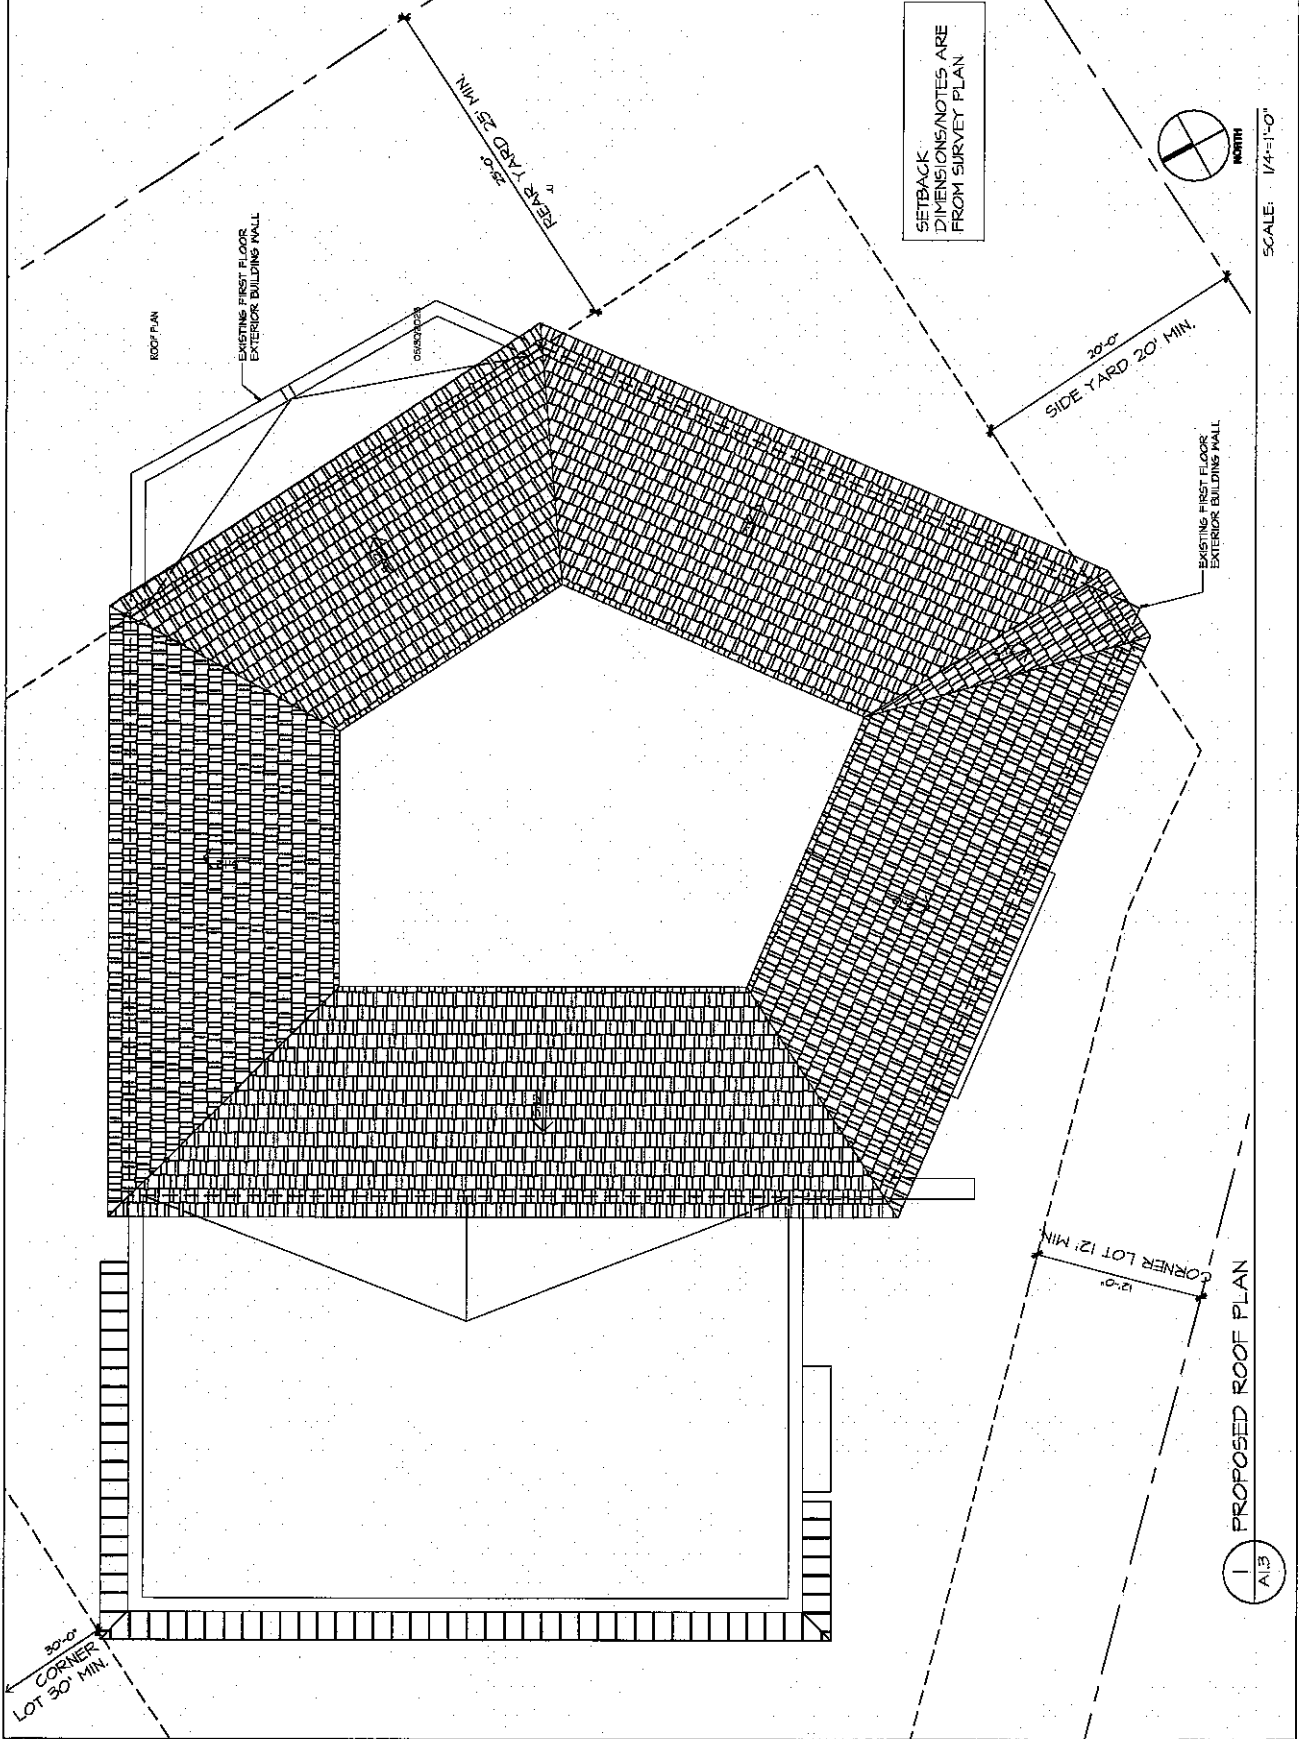 ROOF PLAN
EXISTING FIRST FLOOR
EXTERIOR BUILDING WALL
25'-0"
REAR YARD 25' MIN.
SETBACK
DIMENSIONS/NOTES ARE
FROM SURVEY PLAN
NORTH
20'-0"
SIDE YARD 20' MIN.
EXISTING FIRST FLOOR
EXTERIOR BUILDING WALL
12'-0"
CORNER LOT 12' MIN.
30'-0"
CORNER
LOT 30' MIN.
1
A1.3
PROPOSED ROOF PLAN
SCALE: 1/4"=1'-0"